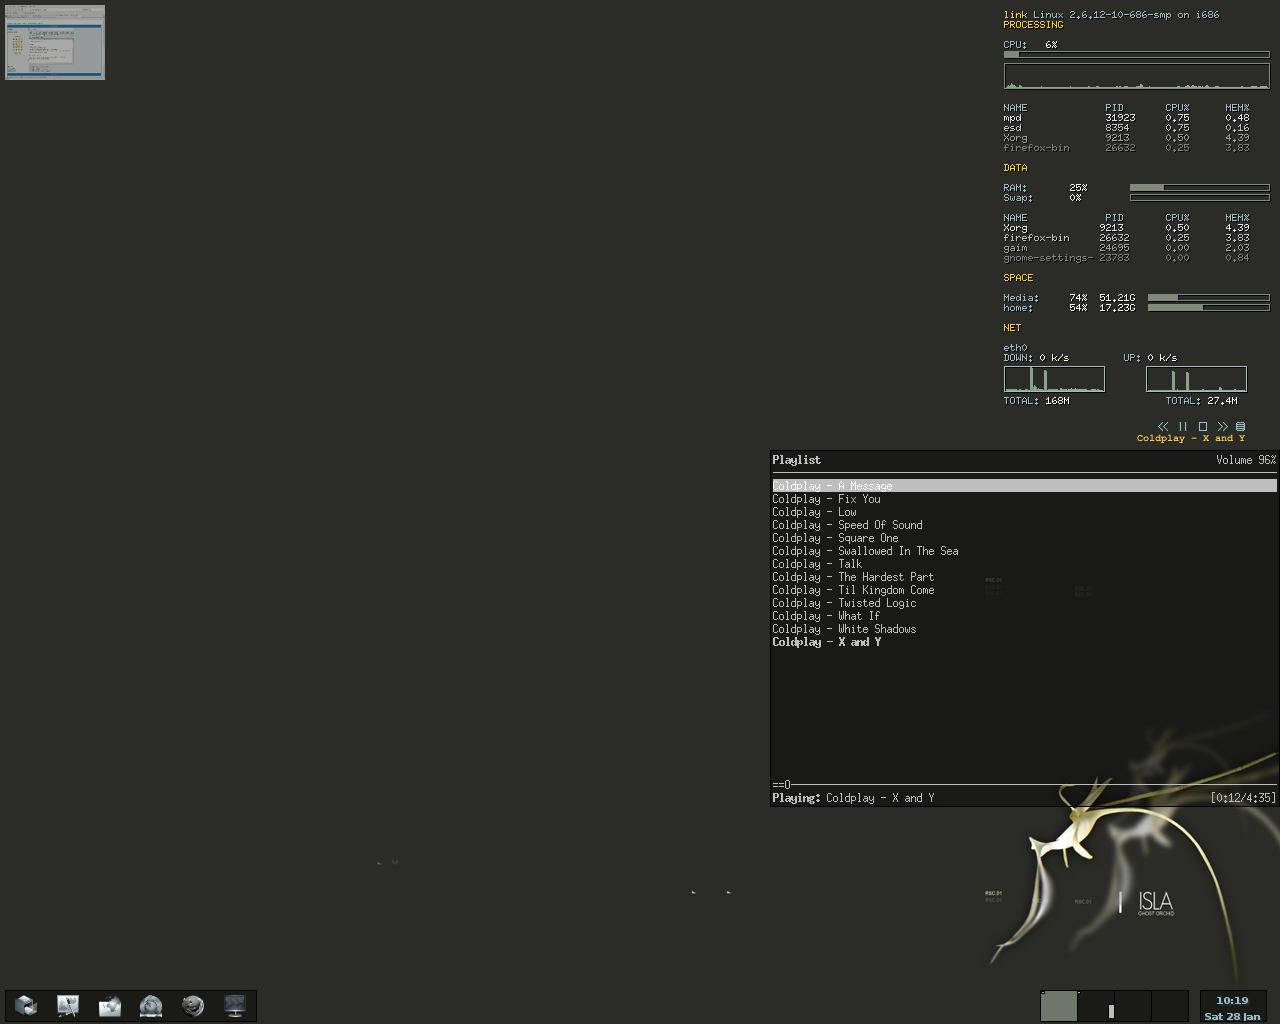 link Linux 2.6.12-10-686-smp on i686
PROCESSING
CPU: 6%
NAME PID CPU% MEM%
mpd 31923 0.75 0.48
esd 8354 0.75 0.16
Xorg 9213 0.50 4.39
firefox-bin 26632 0.25 3.83
DATA
RAM: 25%
Swap: 0%
NAME PID CPU% MEM%
Xorg 9213 0.50 4.39
firefox-bin 26632 0.25 3.83
gaim 24695 0.00 2.03
gnome-settings- 23783 0.00 0.84
SPACE
Media: 74% 51.21G
home: 54% 17.23G
NET
eth0
DOWN: 0 k/s UP: 0 k/s
TOTAL: 168M TOTAL: 27.4M
Coldplay - X and Y
Playlist Volume 96%
Coldplay - A Message
Coldplay - Fix You
Coldplay - Low
Coldplay - Speed Of Sound
Coldplay - Square One
Coldplay - Swallowed In The Sea
Coldplay - Talk
Coldplay - The Hardest Part
Coldplay - Til Kingdom Come
Coldplay - Twisted Logic
Coldplay - What If
Coldplay - White Shadows
Coldplay - X and Y
Playing: Coldplay - X and Y [0:12/4:35]
ISLA
GHOST ORCHID
10:19
Sat 28 Jan